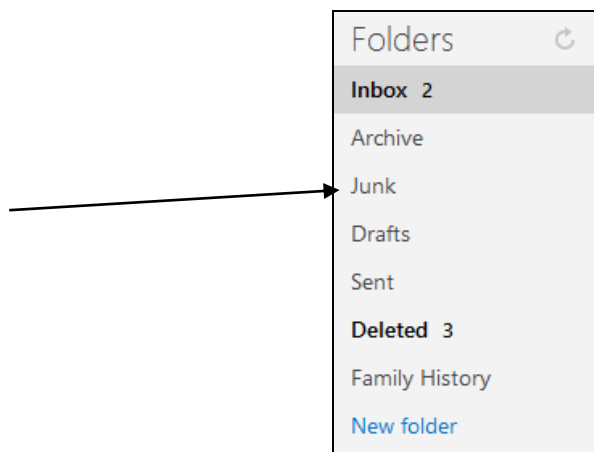 Folders
Inbox 2
Archive
Junk
Drafts
Sent
Deleted 3
Family History
New folder